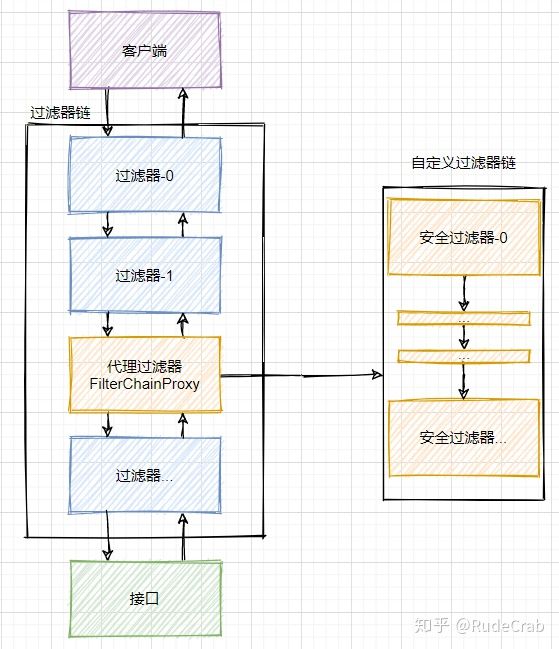 客户端
过滤器链
过滤器-0
过滤器-1
代理过滤器
FilterChainProxy
过滤器...
接口
自定义过滤器链
安全过滤器-0
...
...
安全过滤器...
知乎 @RudeCrab